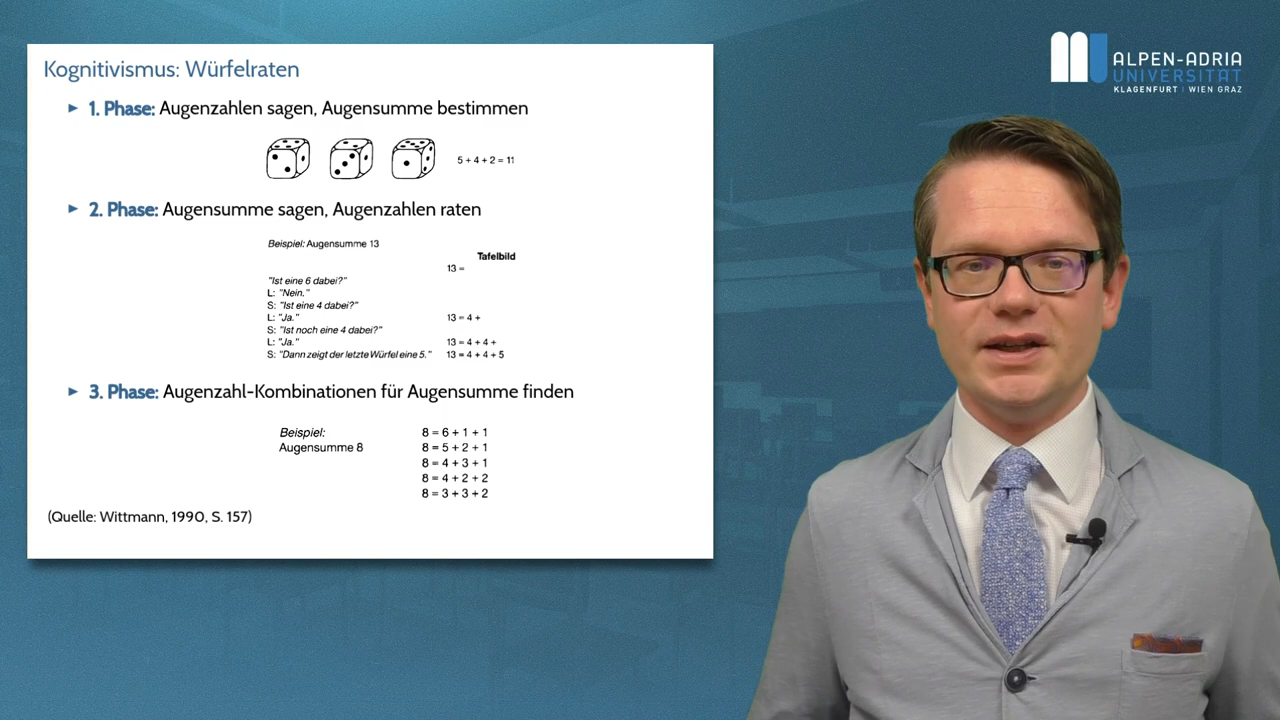 Kognitivismus: Würfelraten
► 1. Phase: Augenzahlen sagen, Augensumme bestimmen
5 + 4 + 2 = 11
► 2. Phase: Augensumme sagen, Augenzahlen raten
Beispiel: Augensumme 13
Tafelbild
13 =
"Ist eine 6 dabei?"
L: "Nein."
S: "Ist eine 4 dabei?"
L: "Ja." 13 = 4 +
S: "Ist noch eine 4 dabei?"
L: "Ja." 13 = 4 + 4 +
S: "Dann zeigt der letzte Würfel eine 5." 13 = 4 + 4 + 5
► 3. Phase: Augenzahl-Kombinationen für Augensumme finden
Beispiel: 8 = 6 + 1 + 1
Augensumme 8 8 = 5 + 2 + 1
8 = 4 + 3 + 1
8 = 4 + 2 + 2
8 = 3 + 3 + 2
(Quelle: Wittmann, 1990, S. 157)
ALPEN-ADRIA
UNIVERSITÄT
KLAGENFURT | WIEN GRAZ